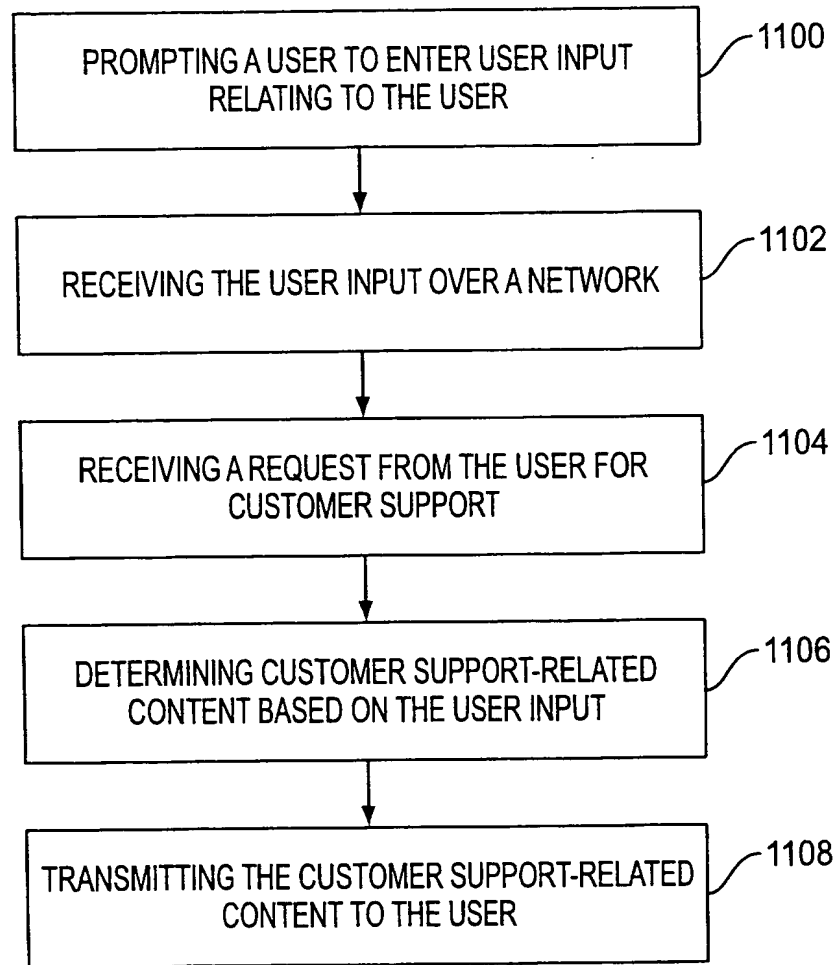 PROMPTING A USER TO ENTER USER INPUT
RELATING TO THE USER
1100
RECEIVING THE USER INPUT OVER A NETWORK
1102
RECEIVING A REQUEST FROM THE USER FOR
CUSTOMER SUPPORT
1104
DETERMINING CUSTOMER SUPPORT-RELATED
CONTENT BASED ON THE USER INPUT
1106
TRANSMITTING THE CUSTOMER SUPPORT-RELATED
CONTENT TO THE USER
1108